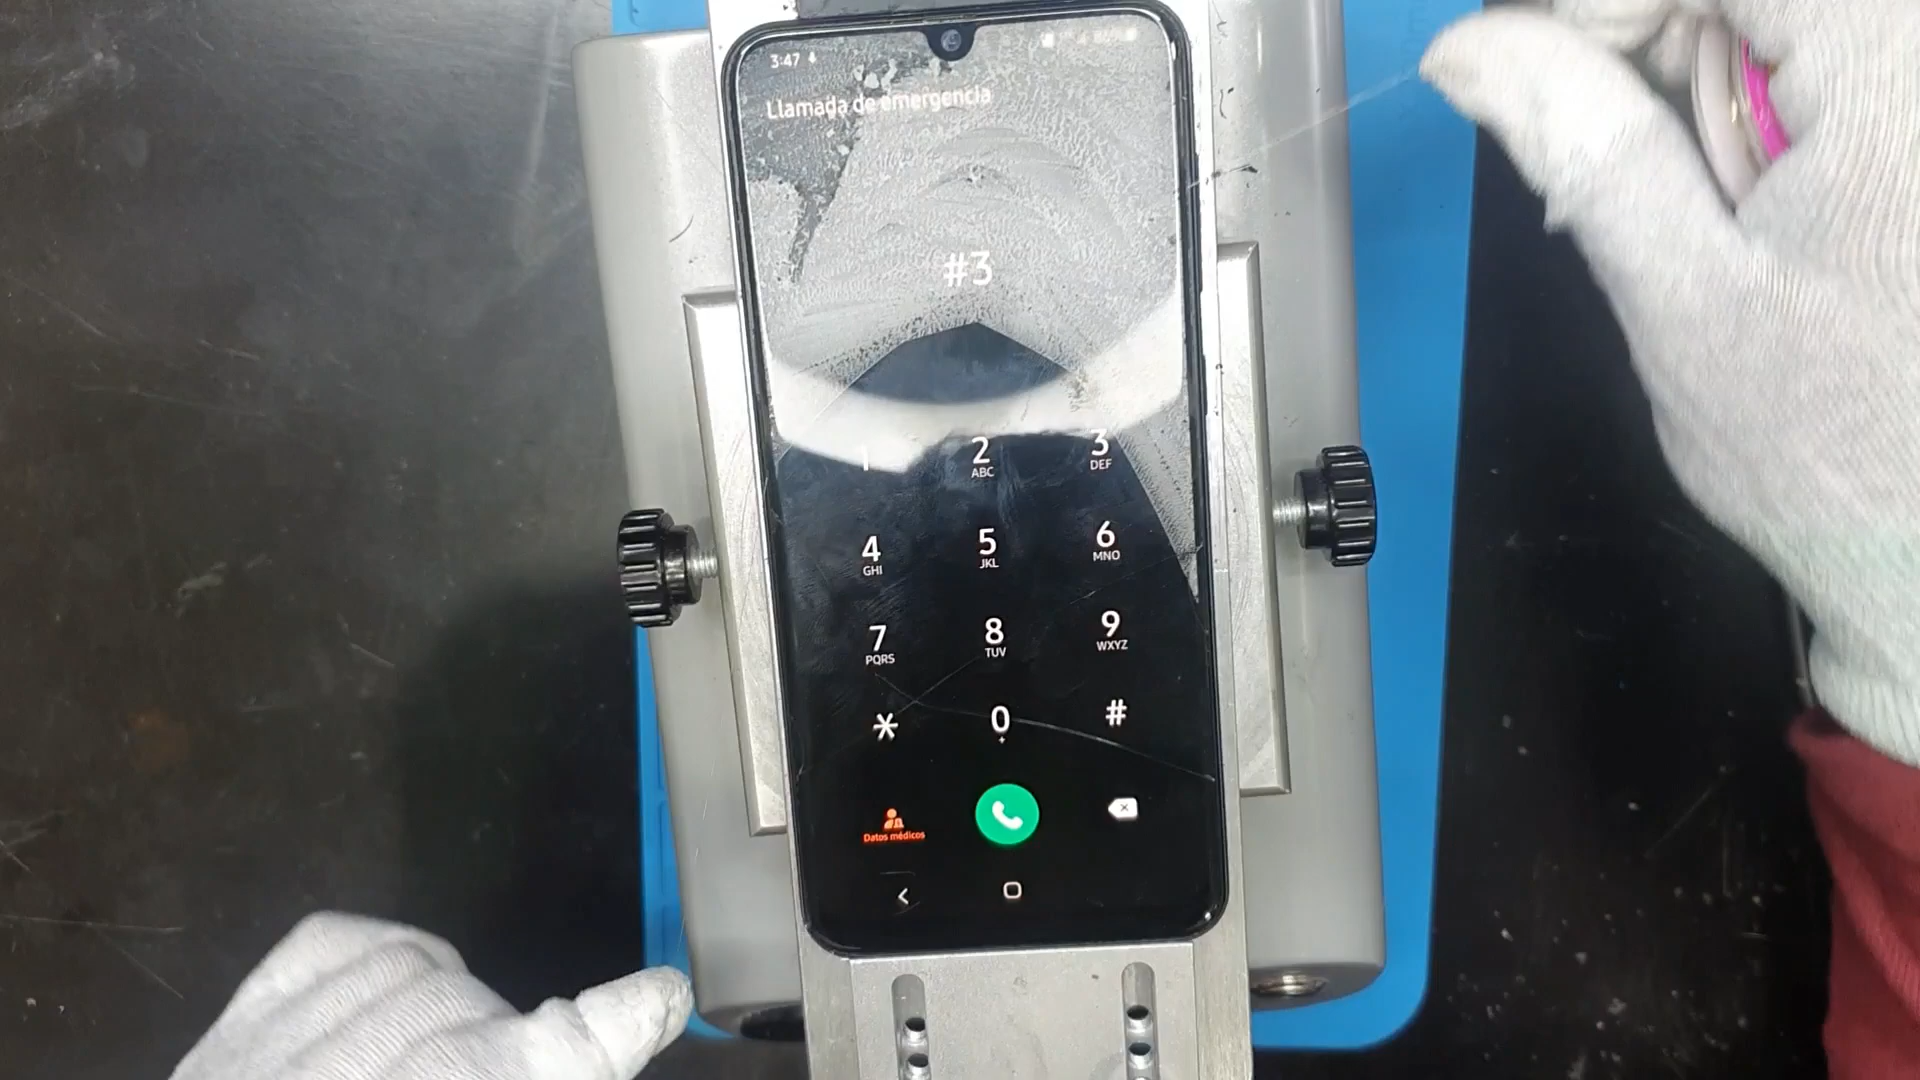 3:47
Llamada de emergencia
#3
1 2 3
ABC DEF
4 5 6
GHI JKL MNO
7 8 9
PQRS TUV WXYZ
* 0 #
+
Datos médicos